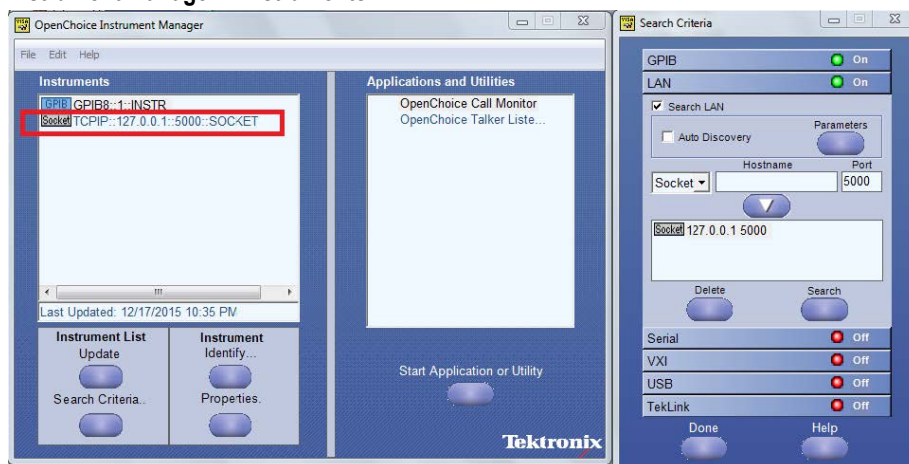 OpenChoice Instrument Manager
File Edit Help
Instruments
GPIB GPIB8::1::INSTR
Socket TCPIP::127.0.0.1::5000::SOCKET
Last Updated: 12/17/2015 10:35 PM
Instrument List
Update
Search Criteria..
Instrument
Identify...
Properties.
Applications and Utilities
OpenChoice Call Monitor
OpenChoice Talker Liste...
Start Application or Utility
Tektronix
Search Criteria
GPIB On
LAN On
Search LAN
Auto Discovery
Parameters
Hostname Port
Socket 5000
Socket 127.0.0.1 5000
Delete Search
Serial Off
VXI Off
USB Off
TekLink Off
Done Help